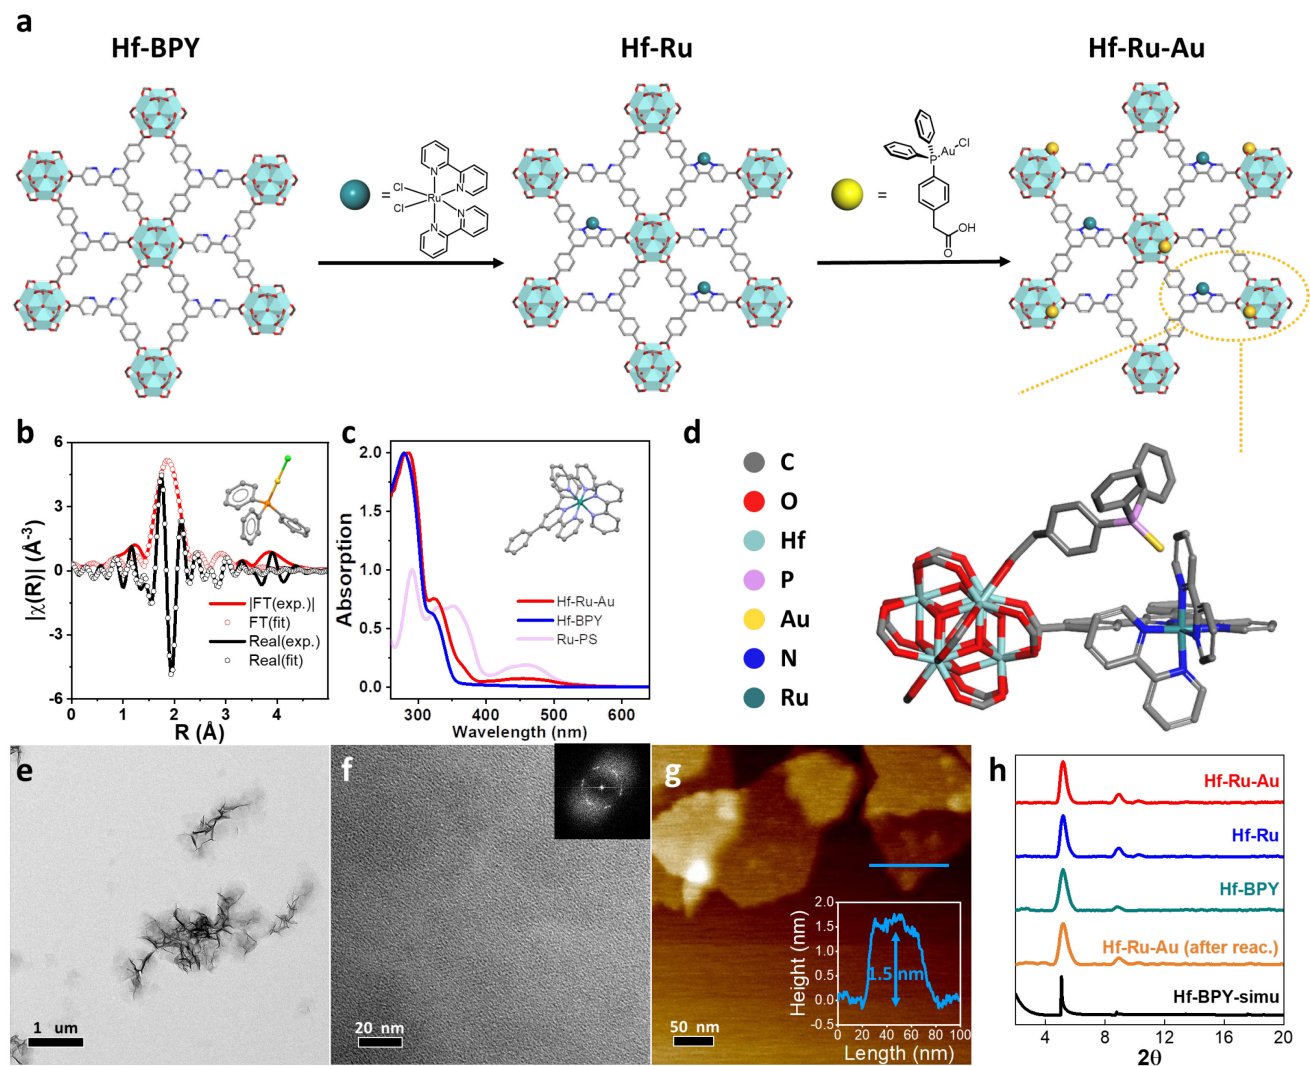 a
Hf-BPY
Hf-Ru
Hf-Ru-Au
=
Cl
Cl
Ru
N
N
N
N
=
Au
Cl
P
OH
O
b
|χ(R)| (Å-3)
6
3
0
-3
-6
|FT(exp.)|
FT(fit)
Real(exp.)
Real(fit)
0 1 2 3 4
R (Å)
c
Absorption
2.0
1.5
1.0
0.5
0.0
Hf-Ru-Au
Hf-BPY
Ru-PS
300 400 500 600
Wavelength (nm)
d
C
O
Hf
P
Au
N
Ru
e
1 um
f
20 nm
g
50 nm
Height (nm)
2.0
1.5
1.0
0.5
0.0
-0.5
1.5 nm
0 20 40 60 80 100
Length (nm)
h
Hf-Ru-Au
Hf-Ru
Hf-BPY
Hf-Ru-Au (after reac.)
Hf-BPY-simu
4 8 12 16 20
2θ